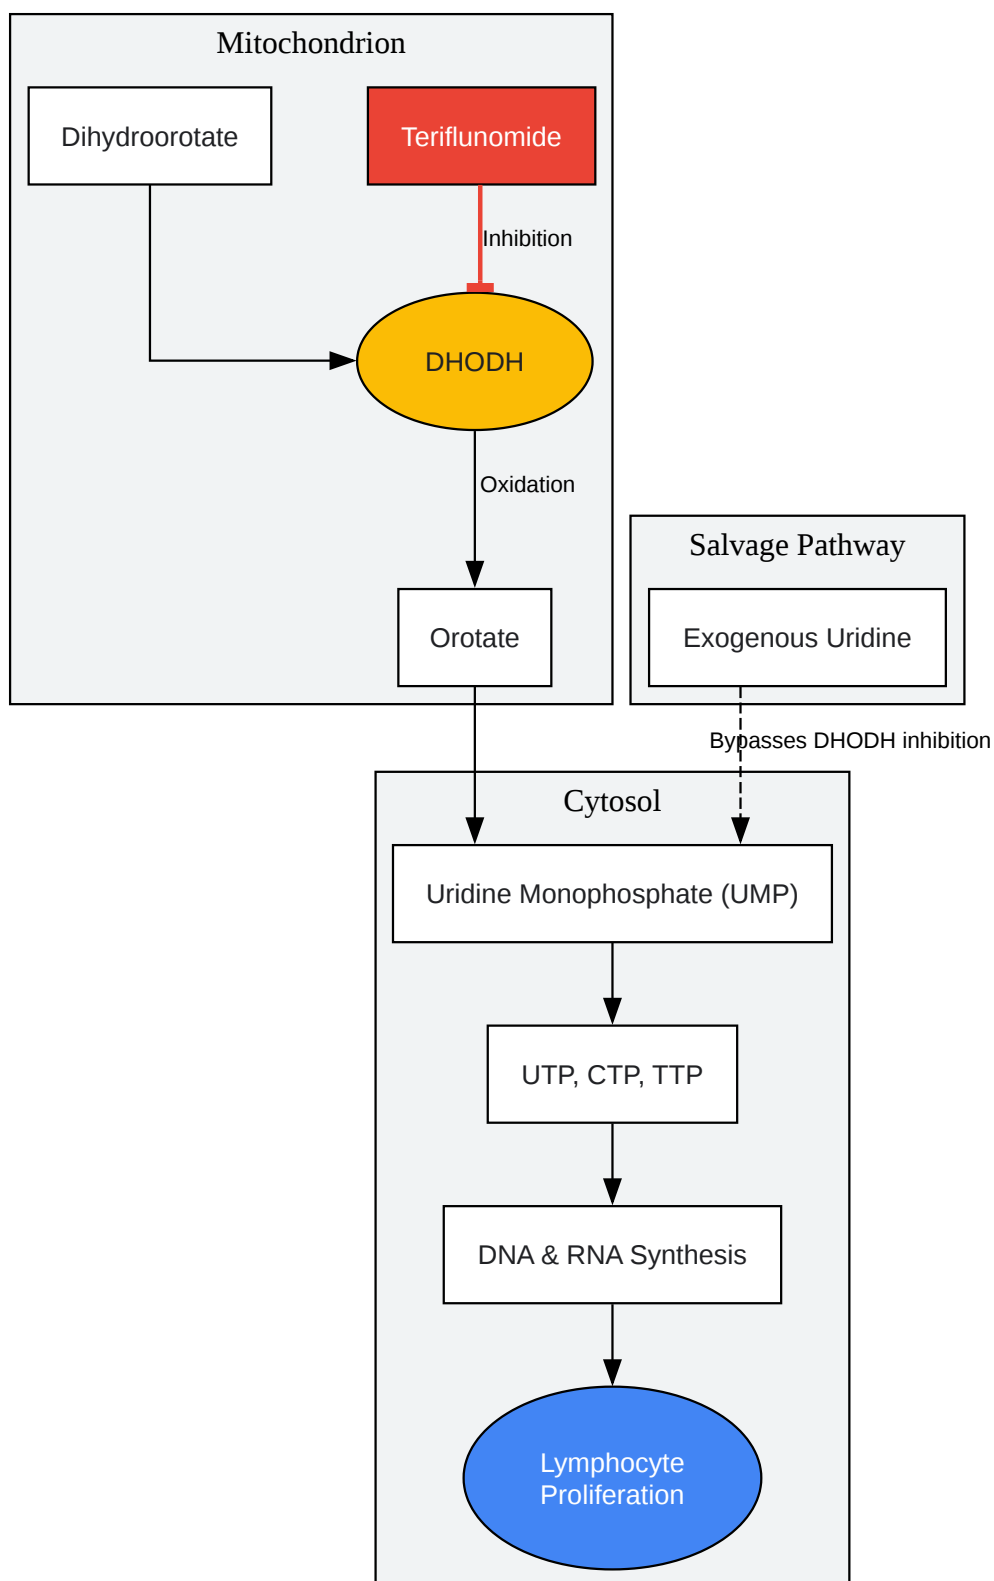 Mitochondrion
Dihydroorotate
Teriflunomide
Inhibition
DHODH
Oxidation
Salvage Pathway
Orotate
Exogenous Uridine
Bypasses DHODH inhibition
Cytosol
Uridine Monophosphate (UMP)
UTP, CTP, TTP
DNA & RNA Synthesis
Lymphocyte
Proliferation